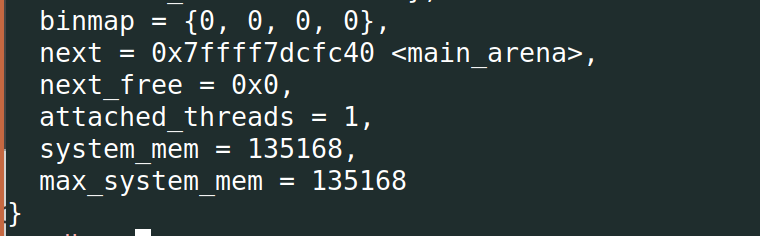 binmap = {0, 0, 0, 0},
next = 0x7ffff7dcfc40 <main_arena>,
next_free = 0x0,
attached_threads = 1,
system_mem = 135168,
max_system_mem = 135168
}